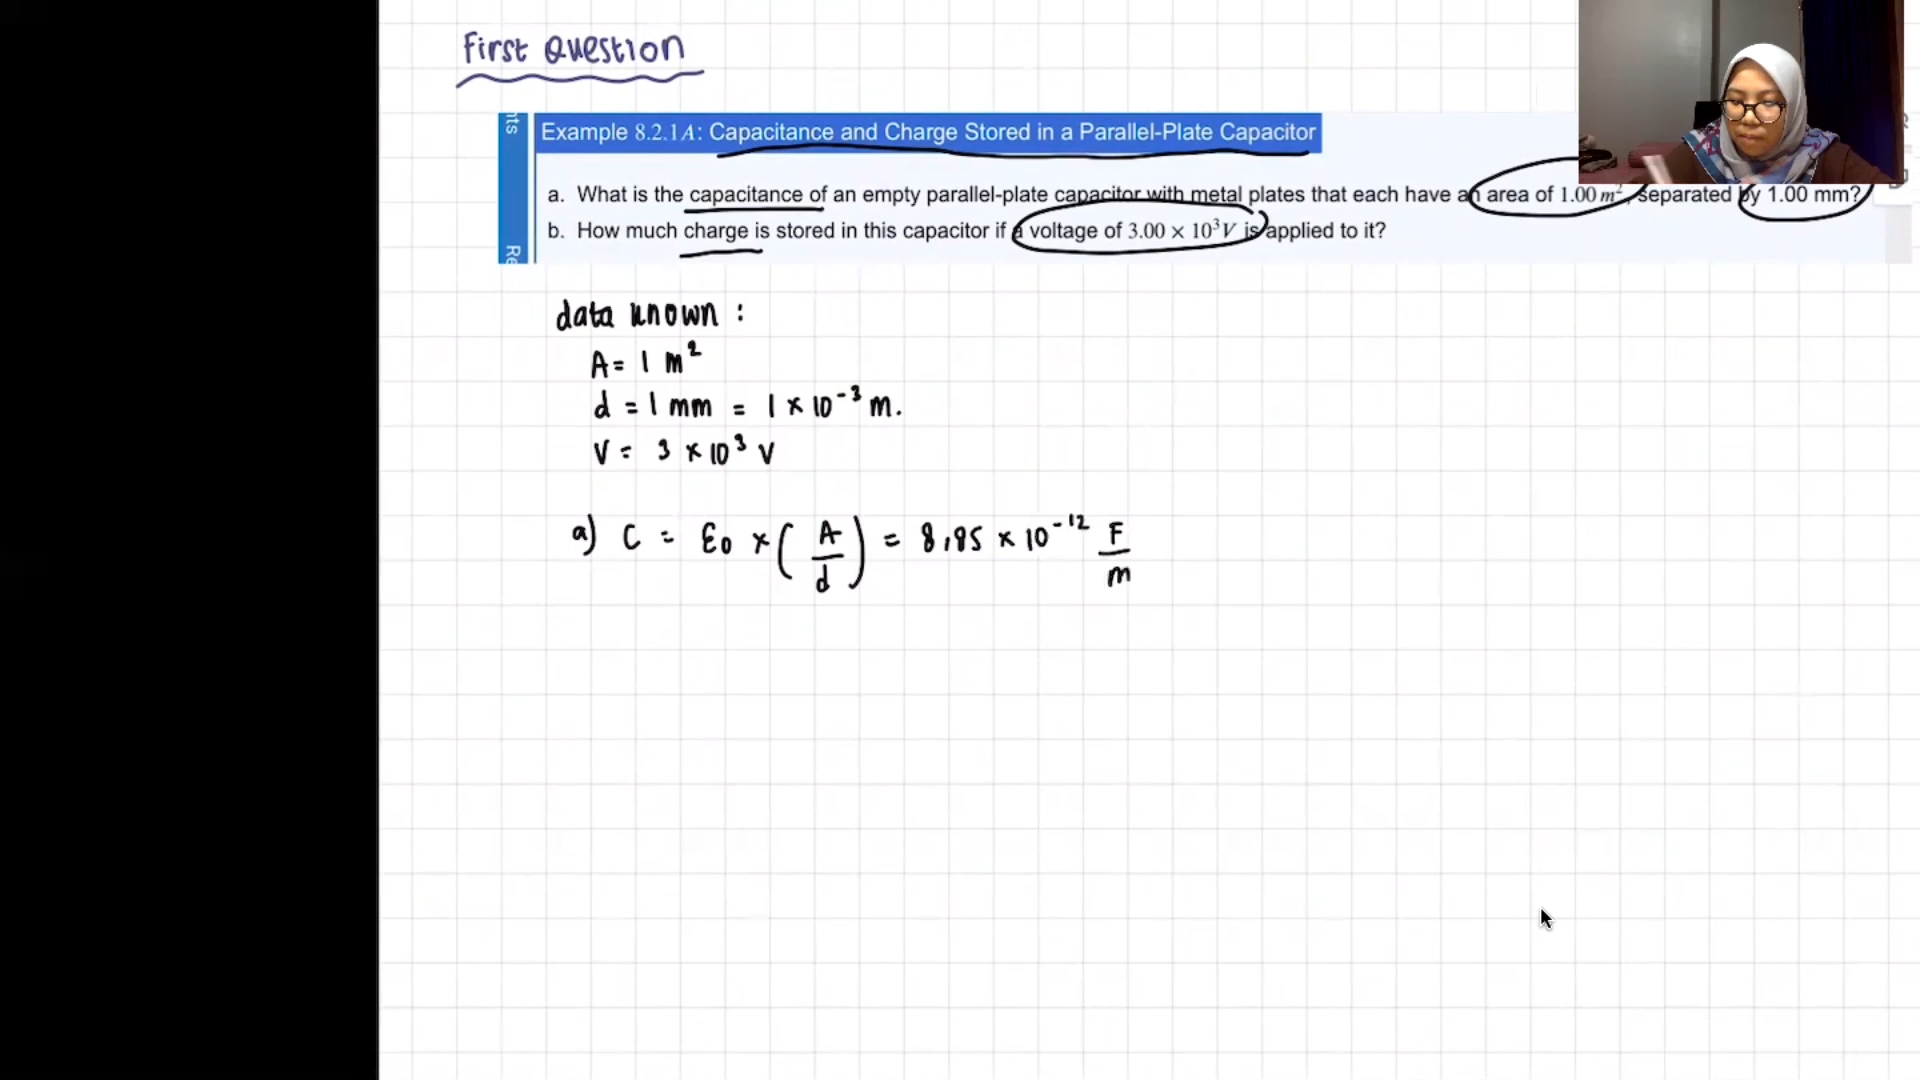 First Question
nts
Example 8.2.1A: Capacitance and Charge Stored in a Parallel-Plate Capacitor
a. What is the capacitance of an empty parallel-plate capacitor with metal plates that each have an area of 1.00 m², separated by 1.00 mm?
b. How much charge is stored in this capacitor if a voltage of 3.00 × 10³V is applied to it?
Re
data known :
A = 1 m²
d = 1 mm = 1 × 10⁻³ m.
V = 3 × 10³ V
a) C = ε₀ × (A/d) = 8,85 × 10⁻¹² F/m